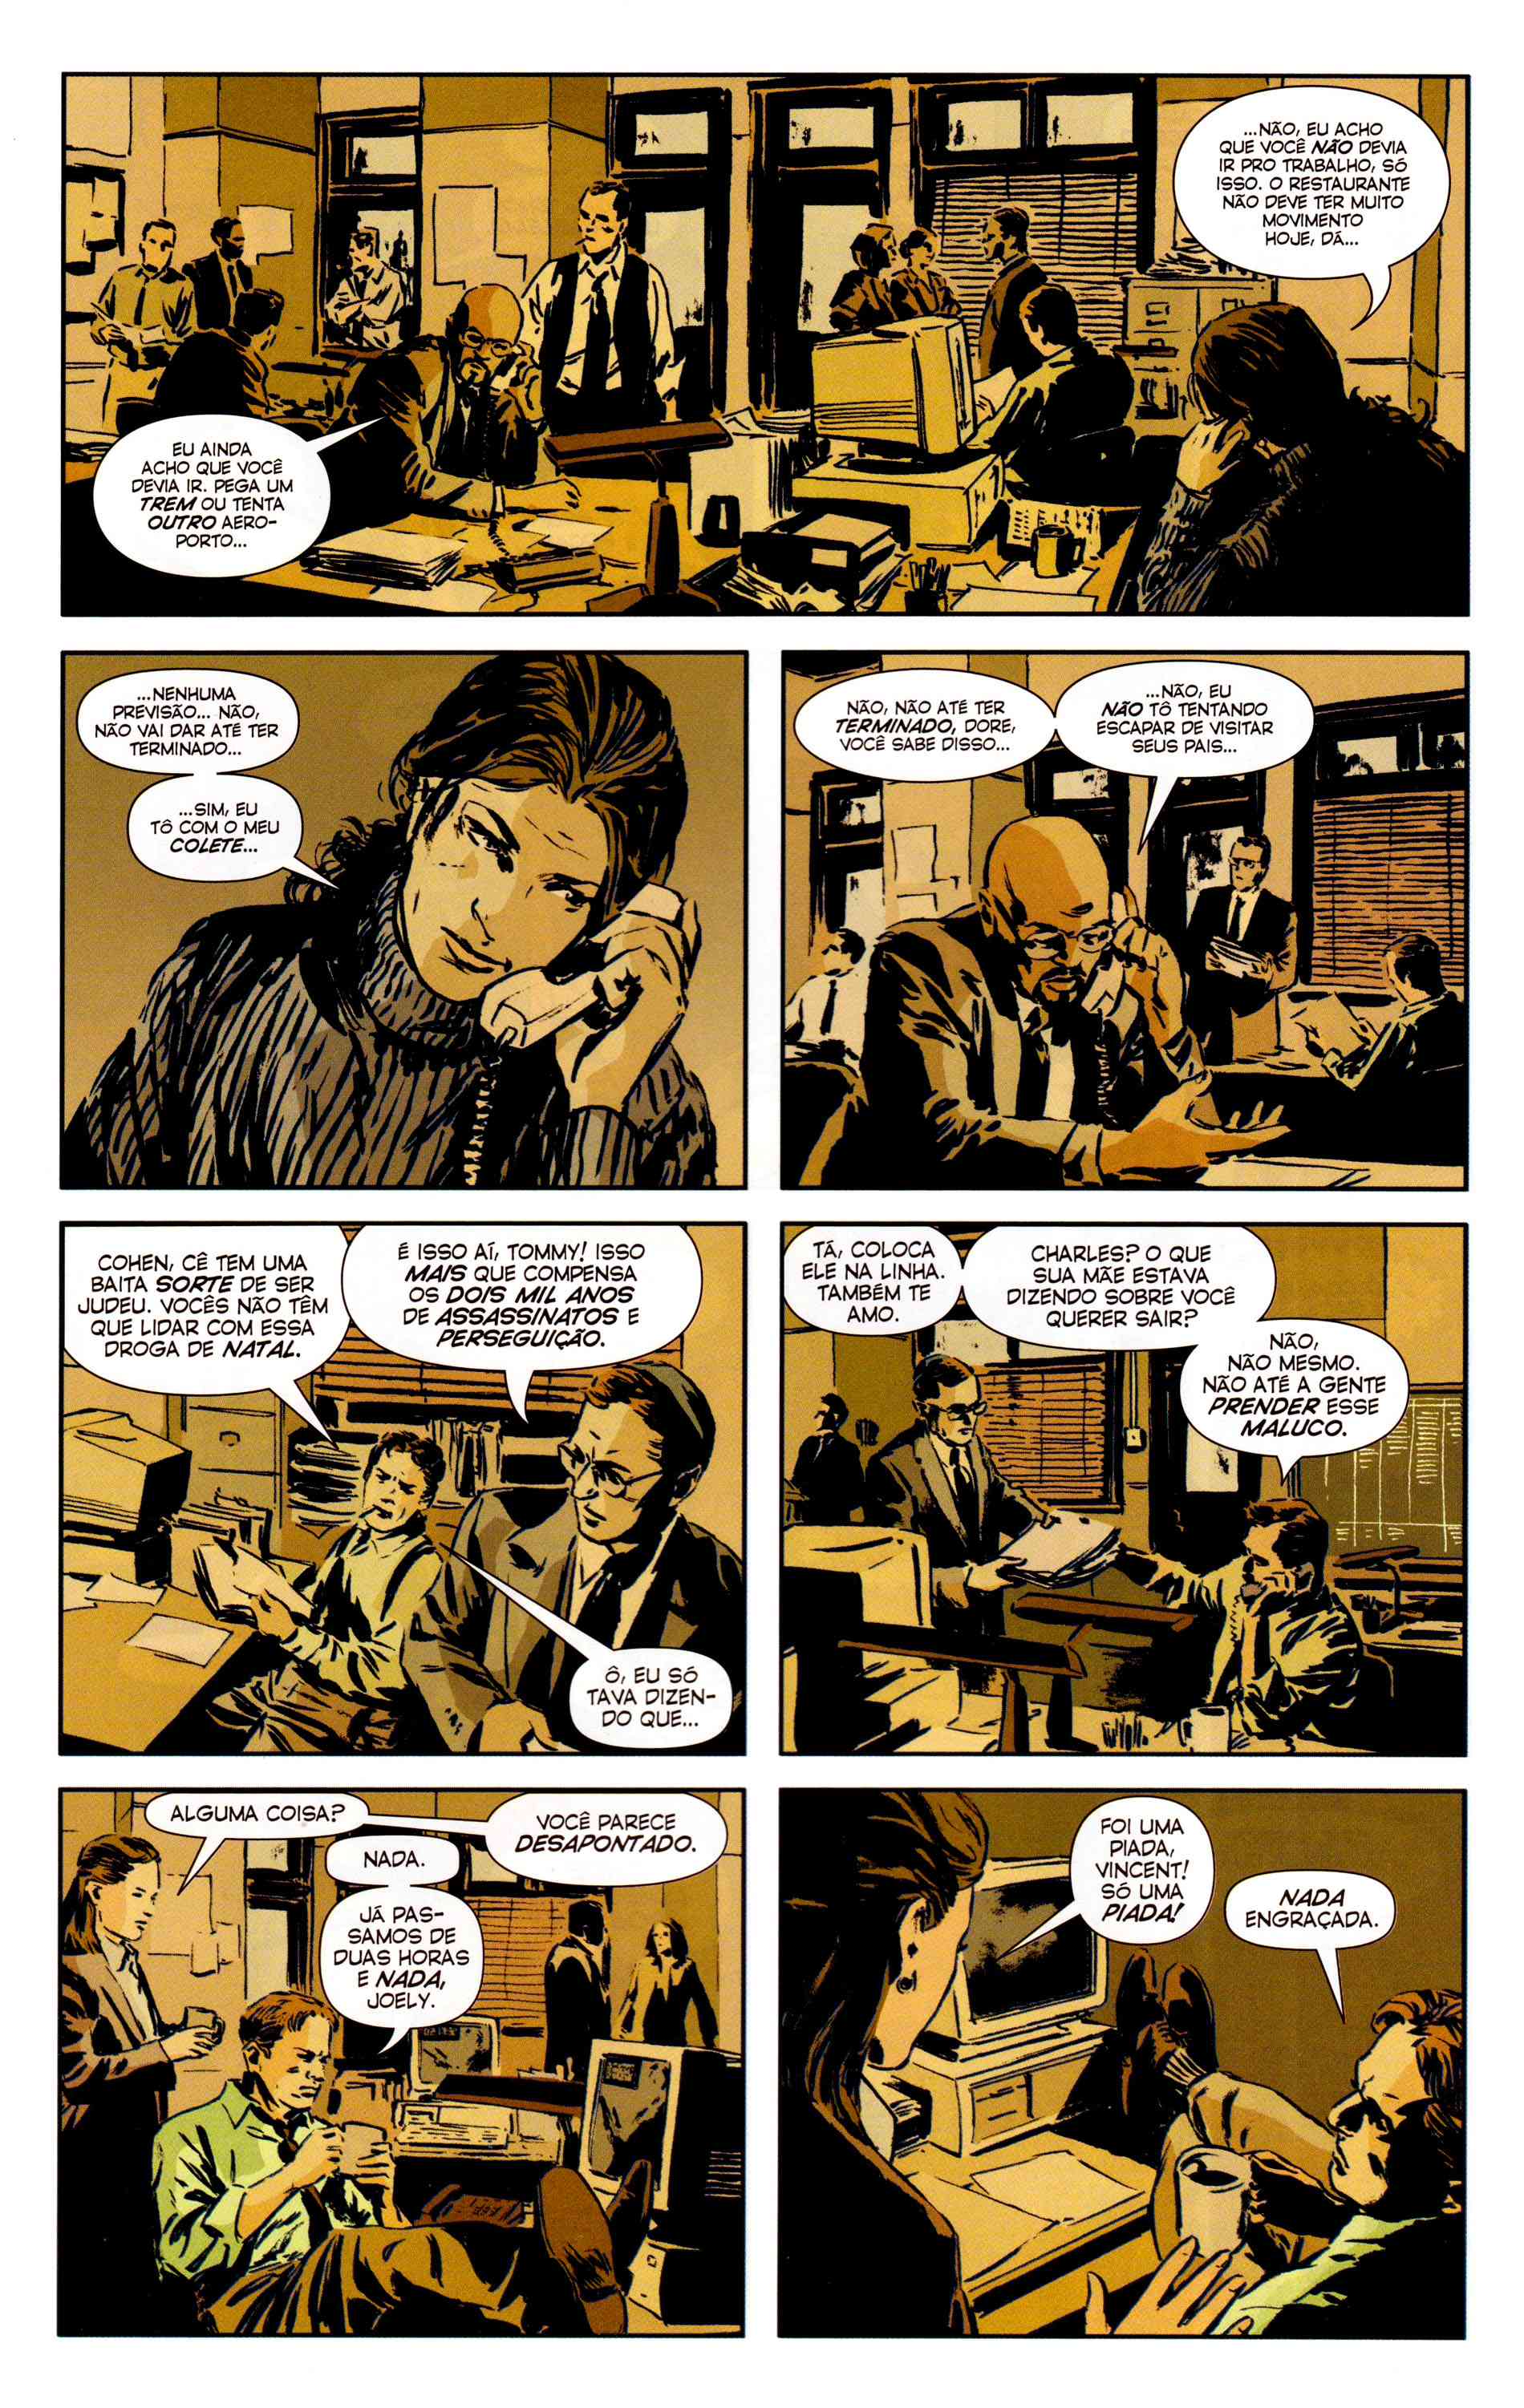 EU AINDA
ACHO QUE VOCÊ
DEVIA IR. PEGA UM
TREM OU TENTA
OUTRO AERO-
PORTO...
...NÃO, EU ACHO
QUE VOCÊ NÃO DEVIA
IR PRO TRABALHO, SÓ
ISSO. O RESTAURANTE
NÃO DEVE TER MUITO
MOVIMENTO
HOJE, DÁ...
...NENHUMA
PREVISÃO... NÃO,
NÃO VAI DAR ATÉ TER
TERMINADO...
...SIM, EU
TÔ COM O MEU
COLETE...
NÃO, NÃO ATÉ TER
TERMINADO, DORE,
VOCÊ SABE DISSO...
...NÃO, EU
NÃO TÔ TENTANDO
ESCAPAR DE VISITAR
SEUS PAIS...
COHEN, CÊ TEM UMA
BAITA SORTE DE SER
JUDEU. VOCÊS NÃO TÊM
QUE LIDAR COM ESSA
DROGA DE NATAL.
É ISSO AÍ, TOMMY! ISSO
MAIS QUE COMPENSA
OS DOIS MIL ANOS
DE ASSASSINATOS E
PERSEGUIÇÃO.
Ô, EU SÓ
TAVA DIZEN-
DO QUE...
TÁ, COLOCA
ELE NA LINHA.
TAMBÉM TE
AMO.
CHARLES? O QUE
SUA MÃE ESTAVA
DIZENDO SOBRE VOCÊ
QUERER SAIR?
NÃO,
NÃO MESMO.
NÃO ATÉ A GENTE
PRENDER ESSE
MALUCO.
ALGUMA COISA?
NADA.
JÁ PAS-
SAMOS DE
DUAS HORAS
E NADA,
JOELY.
VOCÊ PARECE
DESAPONTADO.
FOI UMA
PIADA,
VINCENT!
SÓ UMA
PIADA!
NADA
ENGRAÇADA.